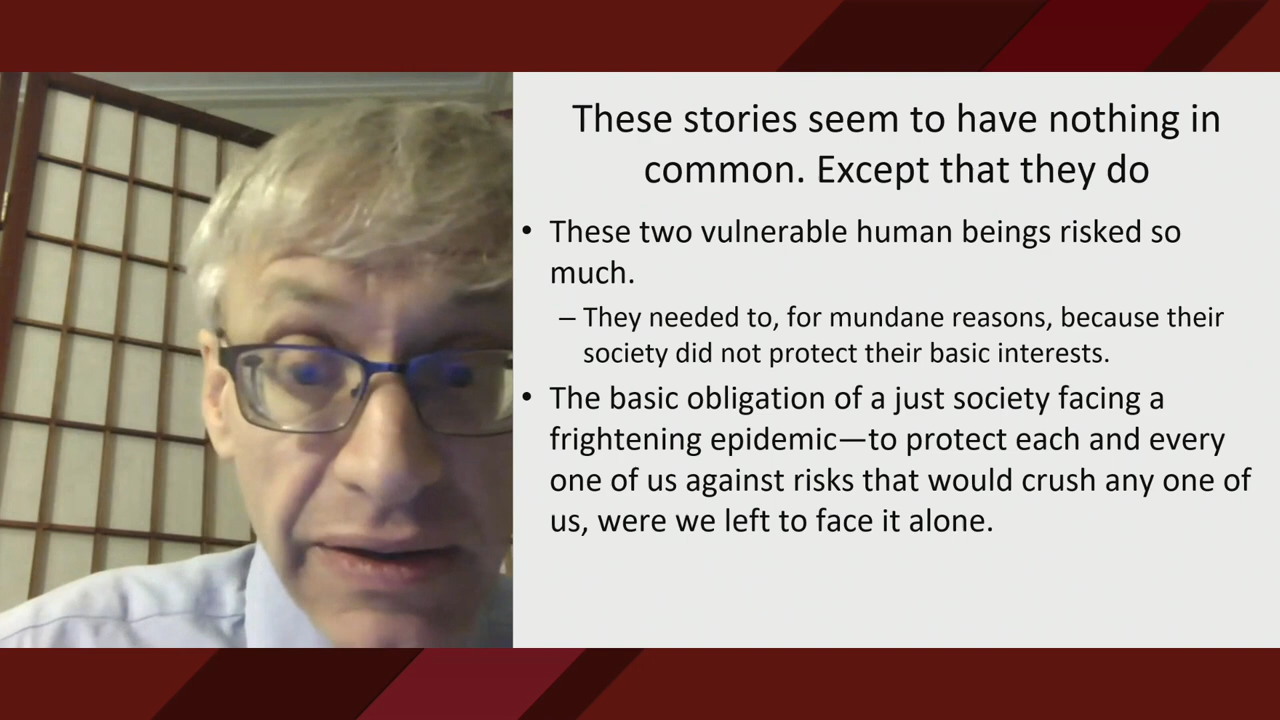 These stories seem to have nothing in
common. Except that they do
• These two vulnerable human beings risked so
much.
– They needed to, for mundane reasons, because their
society did not protect their basic interests.
• The basic obligation of a just society facing a
frightening epidemic—to protect each and every
one of us against risks that would crush any one of
us, were we left to face it alone.